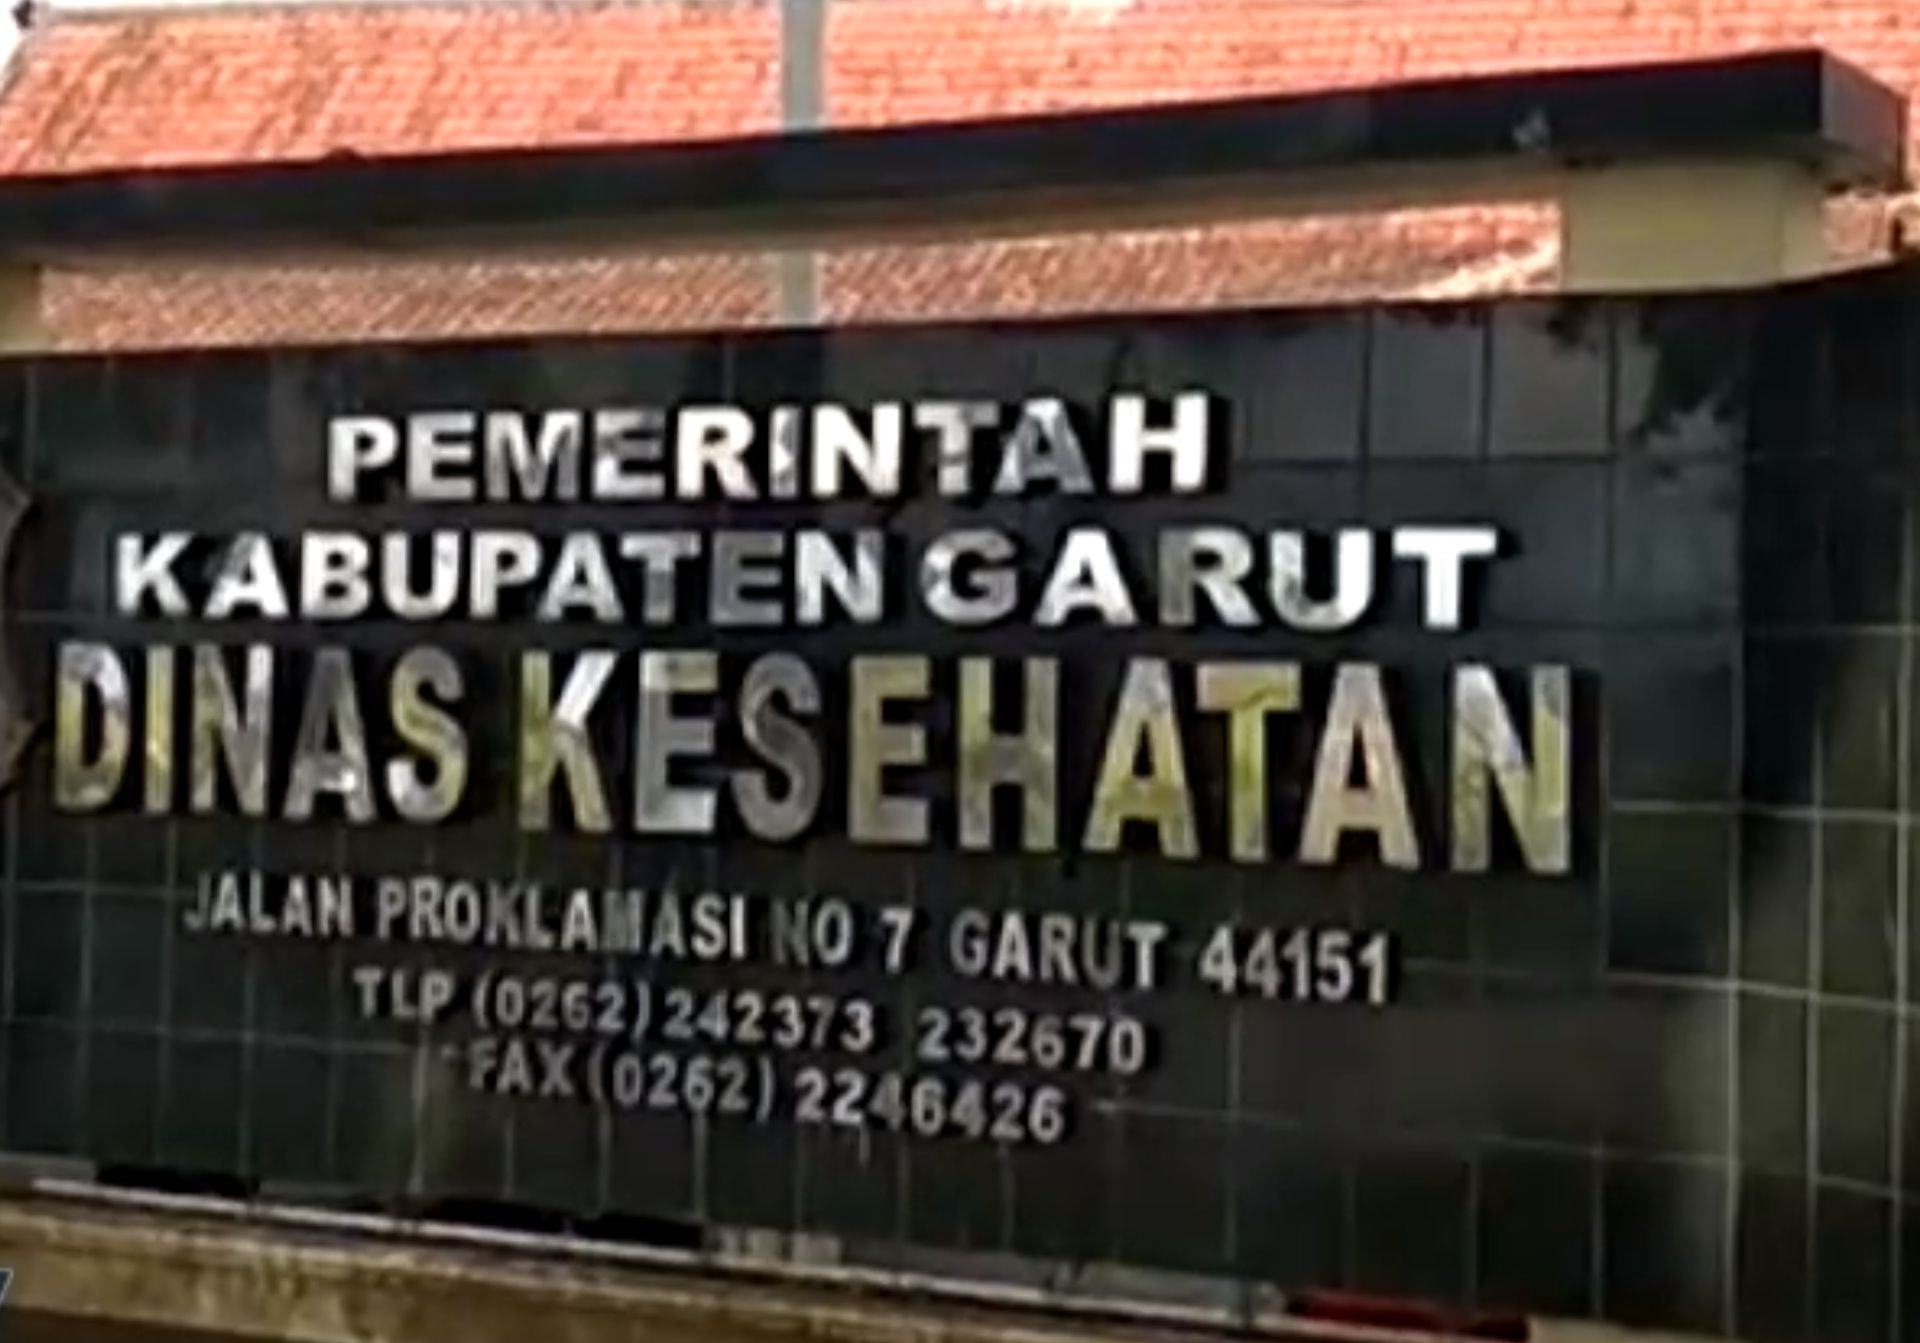 PEMERINTAH
KABUPATEN GARUT
DINAS KESEHATAN
JALAN PROKLAMASI NO 7 GARUT 44151
TLP (0262) 242373 232670
FAX (0262) 2246426